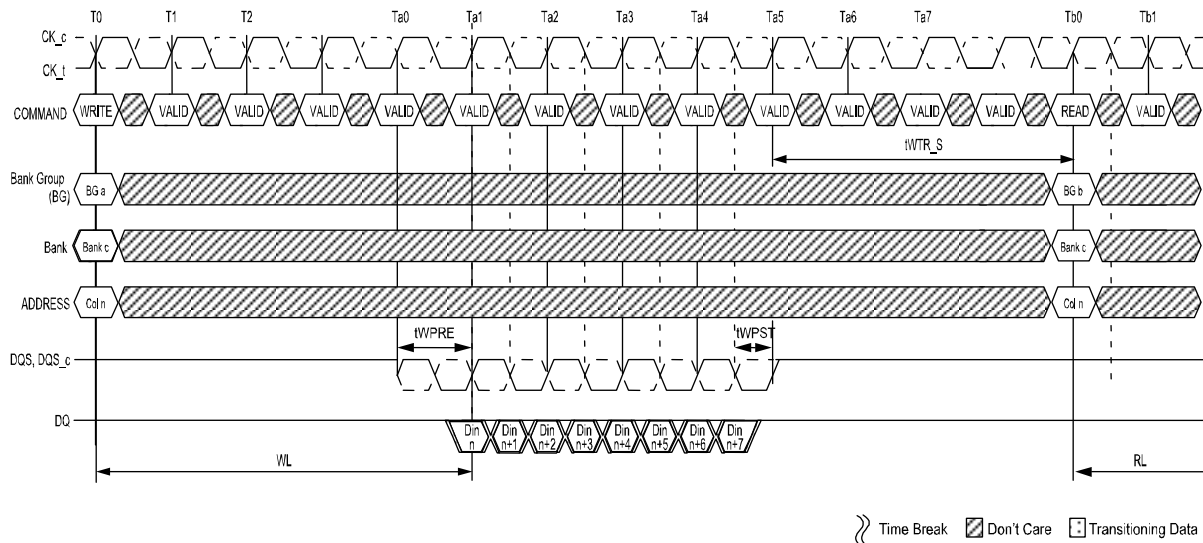 T0 T1 T2 Ta0 Ta1 Ta2 Ta3 Ta4 Ta5 Ta6 Ta7 Tb0 Tb1
CK_c
CK_t
COMMAND WRITE VALID VALID VALID VALID VALID VALID VALID VALID VALID VALID VALID VALID READ VALID
tWTR_S
Bank Group
(BG)
BG a BG b
Bank Bank c Bank c
ADDRESS Col n Col n
tWPRE tWPST
DQS, DQS_c
DQ
Din Din Din Din Din Din Din Din
n n+1 n+2 n+3 n+4 n+5 n+6 n+7
WL RL
Time Break Don't Care Transitioning Data